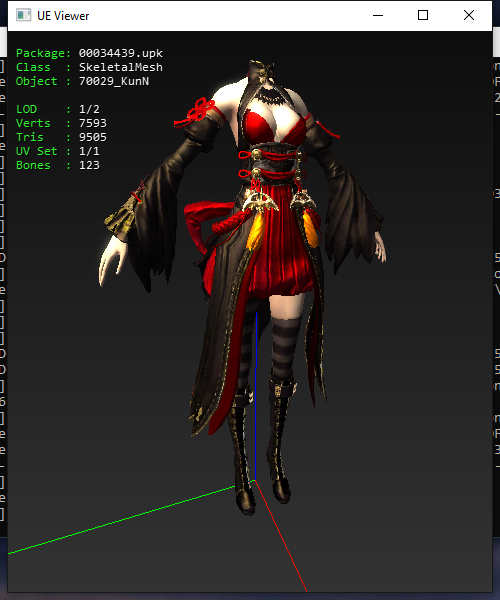 UE Viewer
Package: 00034439.upk
Class  : SkeletalMesh
Object : 70029_KunN
LOD    : 1/2
Verts  : 7593
Tris   : 9505
UV Set : 1/1
Bones  : 123